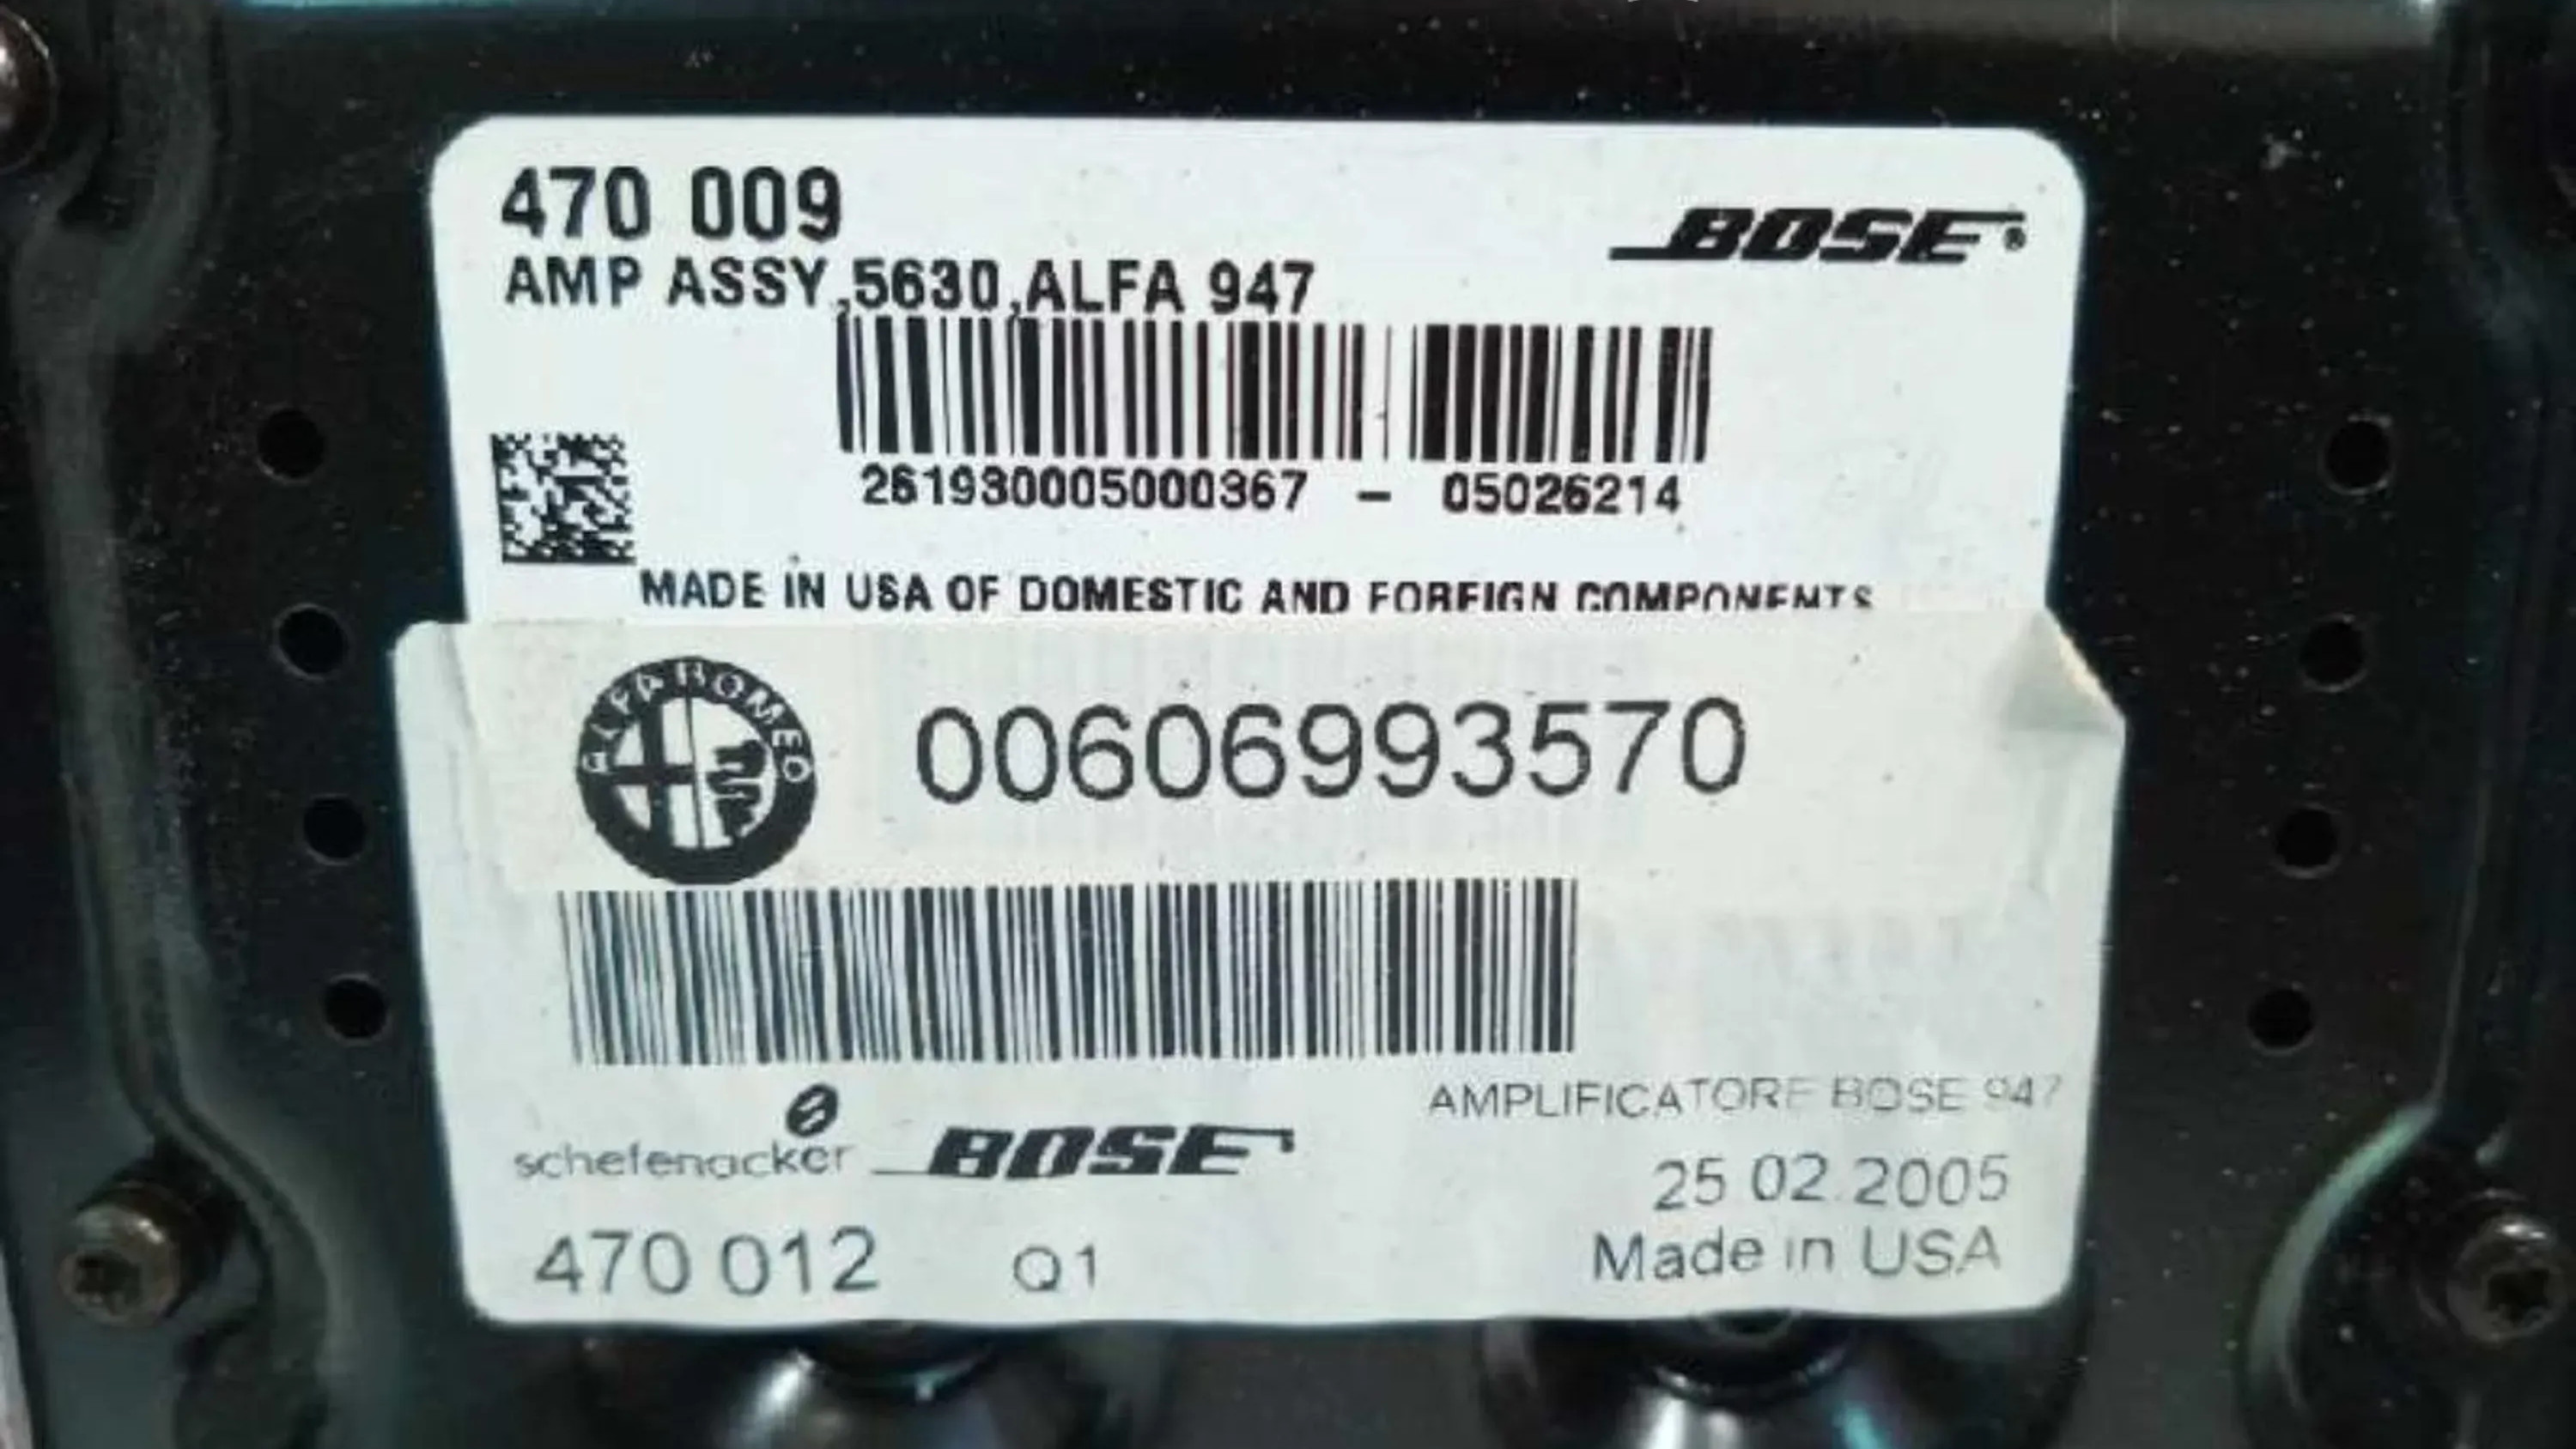 470 009
BOSE®
AMP ASSY,5630,ALFA 947
261930005000367 - 05026214
MADE IN USA OF DOMESTIC AND FOREIGN COMPONENTS
ALFA ROMEO
00606993570
AMPLIFICATORE BOSE 947
schefenacker BOSE
25 02 2005
470 012 Q1
Made in USA